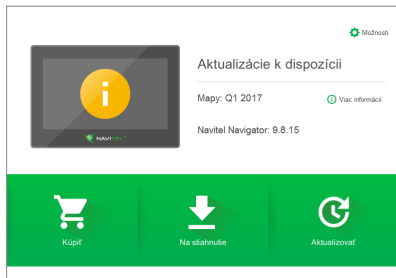 Možnosti
Aktualizácie k dispozícii
Mapy: Q1 2017
Viac informácií
Navitel Navigator: 9.8.15
NAVITEL
Kúpiť
Na stiahnutie
Aktualizovať